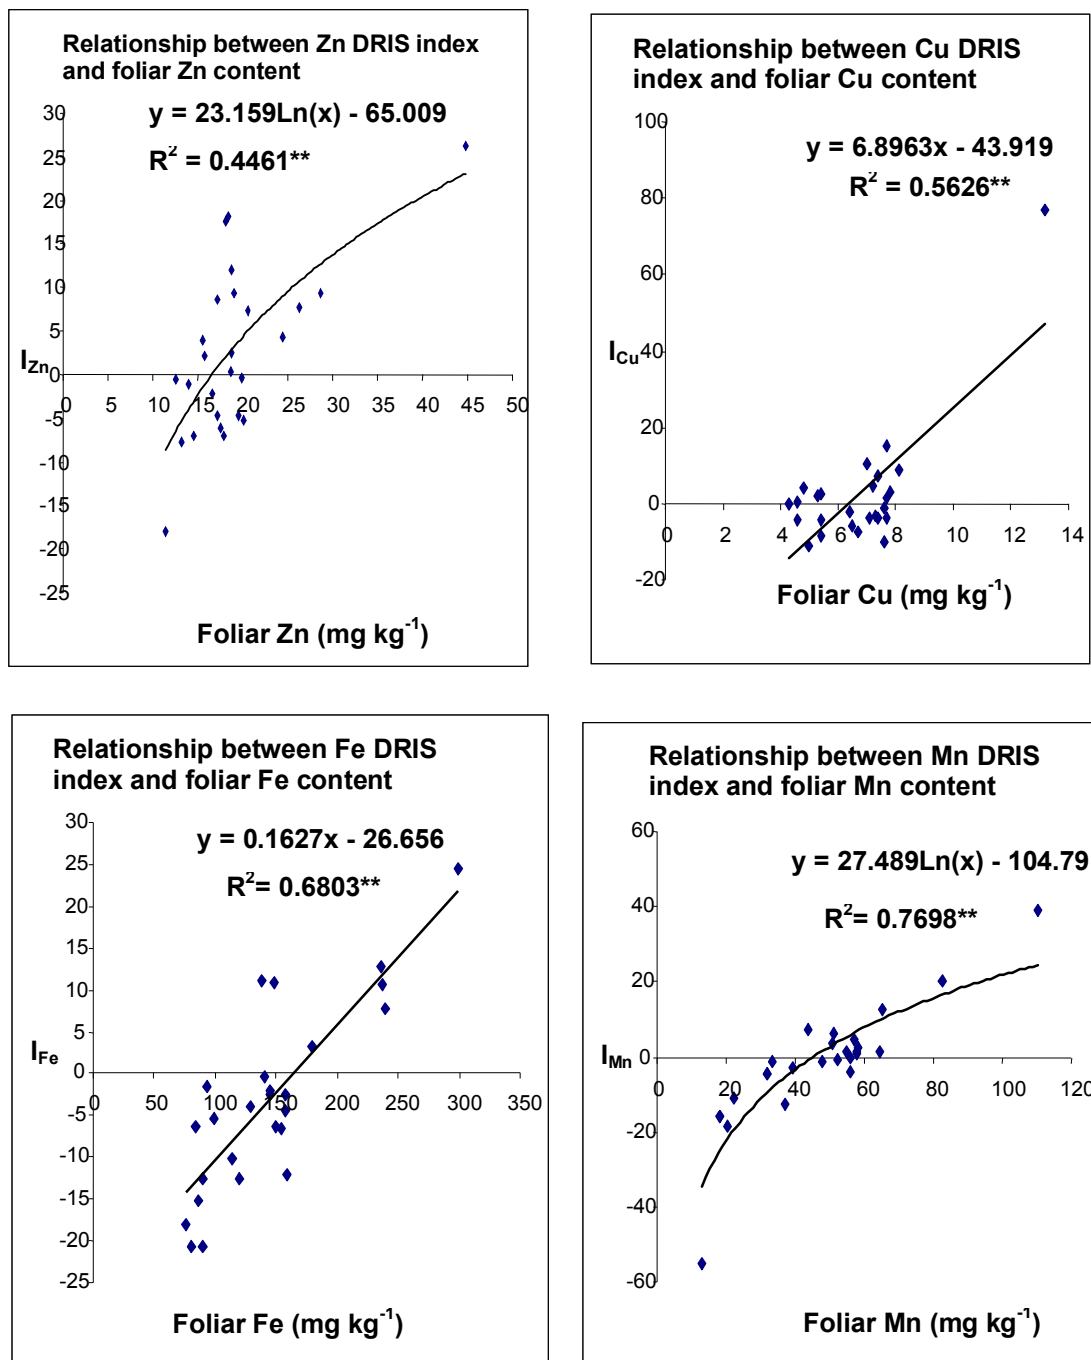 Relationship between Zn DRIS index
and foliar Zn content
y = 23.159Ln(x) - 65.009
R² = 0.4461**
30
25
20
15
10
5
0
-5
-10
-15
-20
-25
I_Zn
0 5 10 15 20 25 30 35 40 45 50
Foliar Zn (mg kg⁻¹)
Relationship between Cu DRIS
index and foliar Cu content
y = 6.8963x - 43.919
R² = 0.5626**
100
80
60
40
20
0
-20
I_Cu
0 2 4 6 8 10 12 14
Foliar Cu (mg kg⁻¹)
Relationship between Fe DRIS
index and foliar Fe content
y = 0.1627x - 26.656
R²= 0.6803**
30
25
20
15
10
5
0
-5
-10
-15
-20
-25
I_Fe
0 50 100 150 200 250 300 350
Foliar Fe (mg kg⁻¹)
Relationship between Mn DRIS
index and foliar Mn content
y = 27.489Ln(x) - 104.79
R²= 0.7698**
60
40
20
0
-20
-40
-60
I_Mn
0 20 40 60 80 100 120
Foliar Mn (mg kg⁻¹)